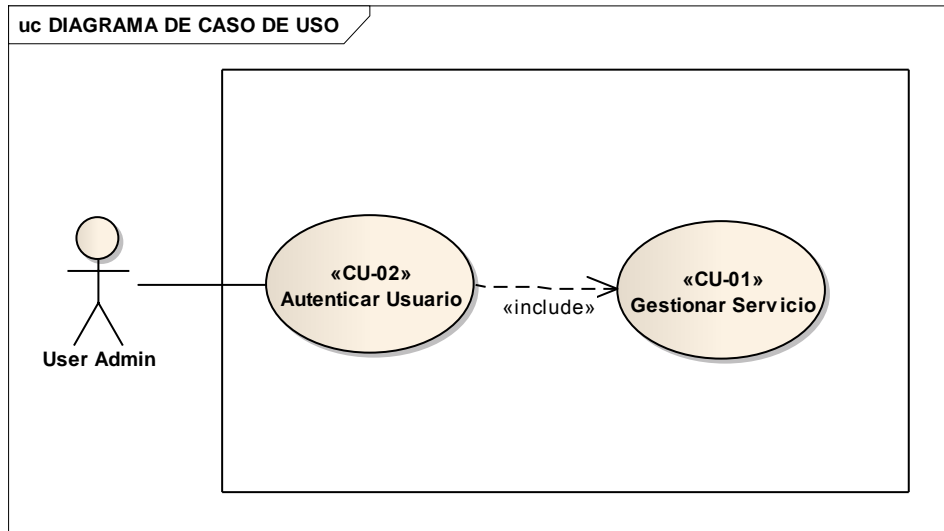 uc DIAGRAMA DE CASO DE USO
«CU-02»
Autenticar Usuario
«include»
«CU-01»
Gestionar Servicio
User Admin